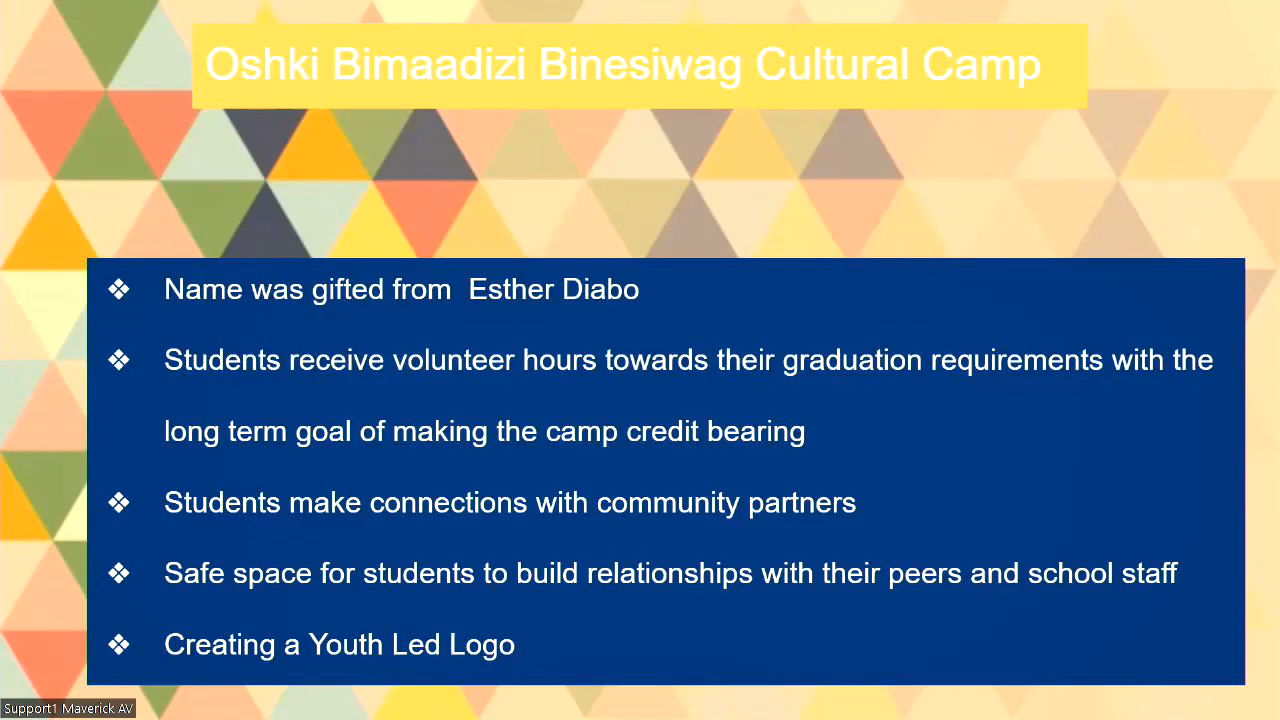 Oshki Bimaadizi Binesiwag Cultural Camp
❖ Name was gifted from  Esther Diabo
❖ Students receive volunteer hours towards their graduation requirements with the
long term goal of making the camp credit bearing
❖ Students make connections with community partners
❖ Safe space for students to build relationships with their peers and school staff
❖ Creating a Youth Led Logo
Support1 Maverick AV